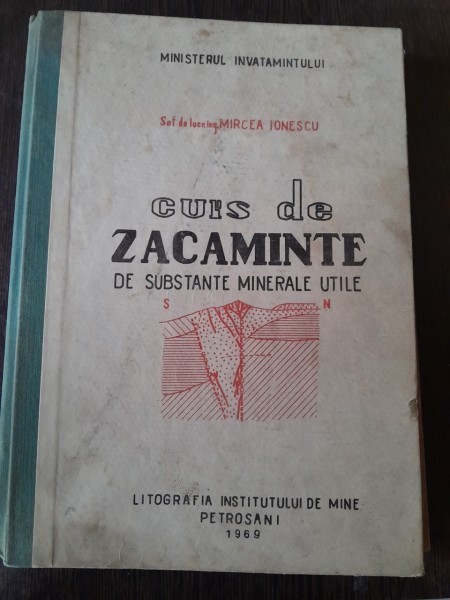 MINISTERUL INVATAMINTULUI
Sef de lucr. ing. MIRCEA IONESCU
curs de
ZACAMINTE
DE SUBSTANTE MINERALE UTILE
S N
LITOGRAFIA INSTITUTULUI DE MINE
PETROSANI
1969